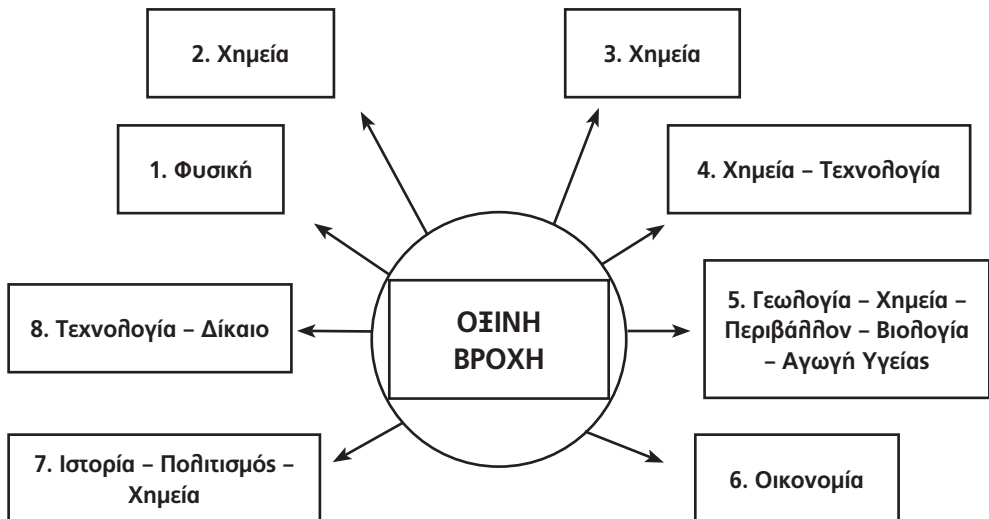 2. Χημεία
3. Χημεία
1. Φυσική
4. Χημεία – Τεχνολογία
8. Τεχνολογία – Δίκαιο
ΟΞΙΝΗ
ΒΡΟΧΗ
5. Γεωλογία – Χημεία –
Περιβάλλον – Βιολογία
– Αγωγή Υγείας
7. Ιστορία – Πολιτισμός –
Χημεία
6. Οικονομία